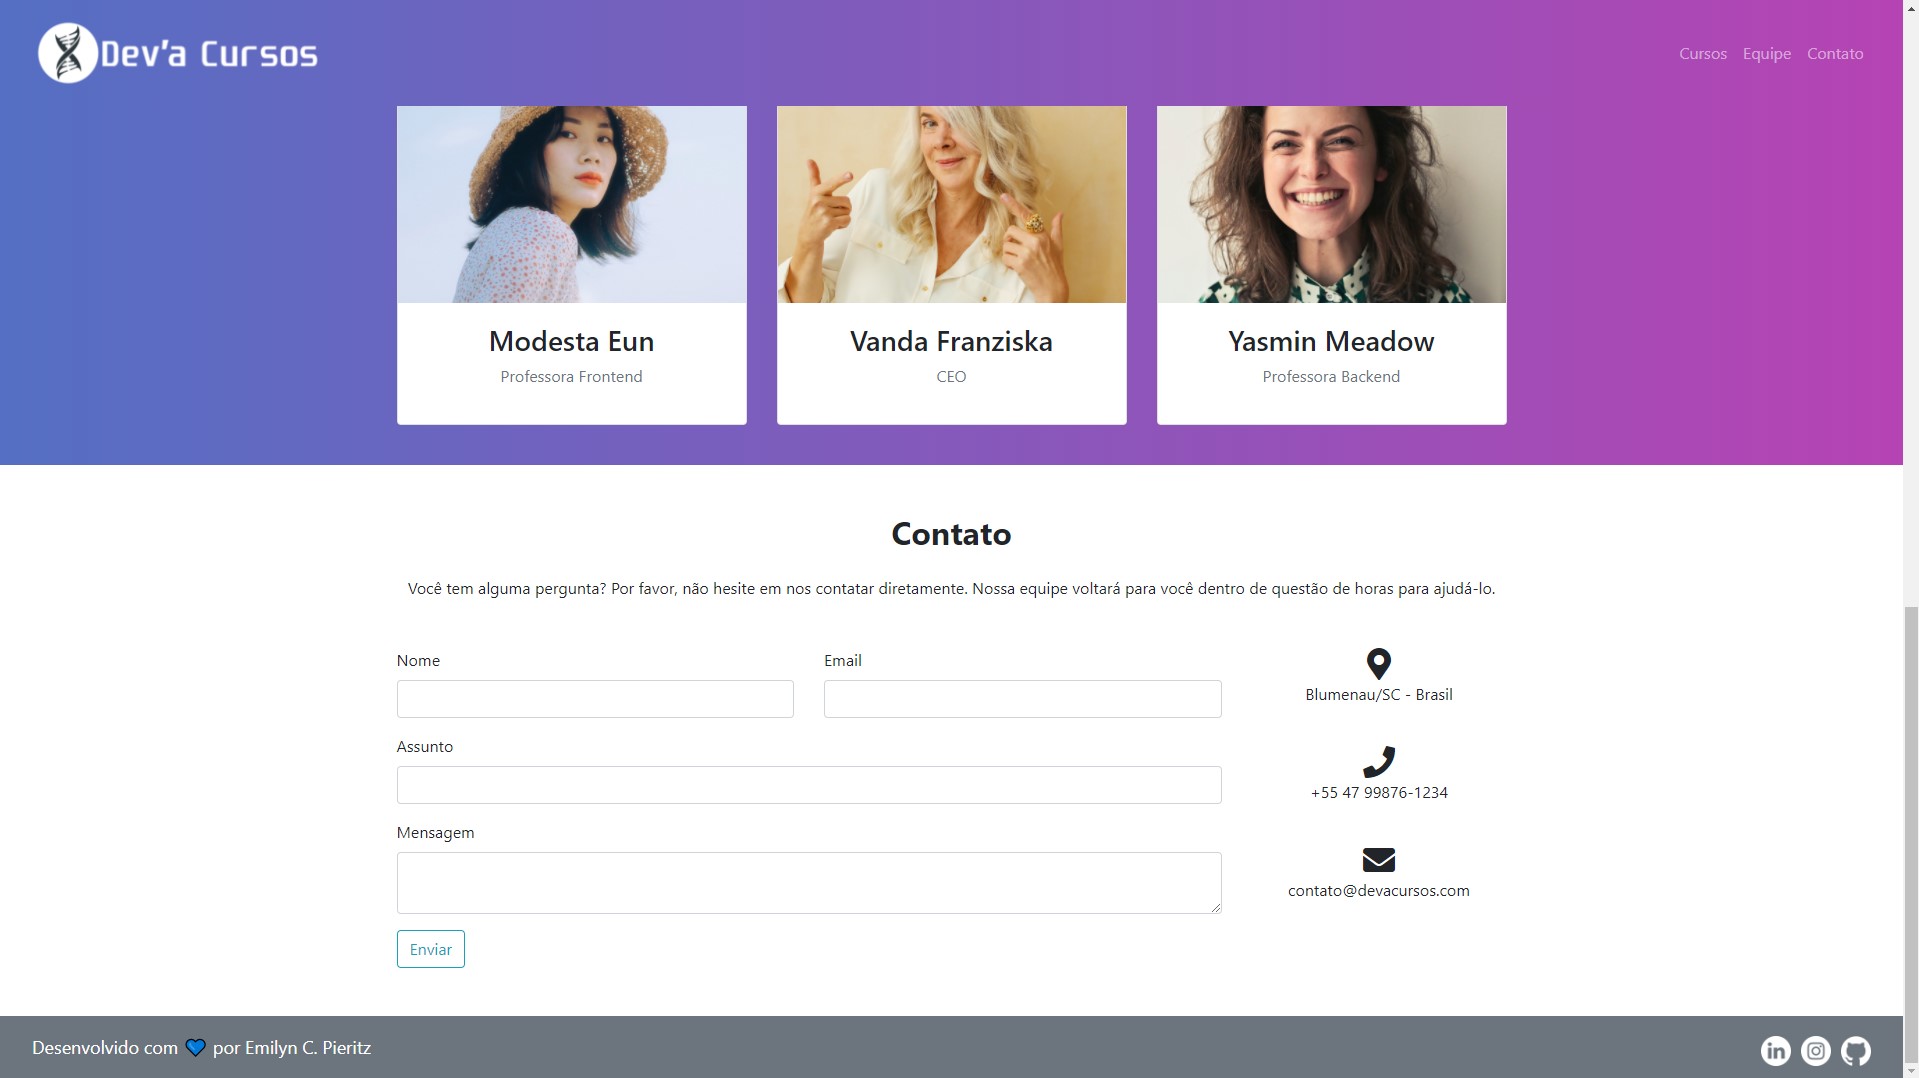 Dev'a Cursos
Cursos Equipe Contato
Modesta Eun
Professora Frontend
Vanda Franziska
CEO
Yasmin Meadow
Professora Backend
Contato
Você tem alguma pergunta? Por favor, não hesite em nos contatar diretamente. Nossa equipe voltará para você dentro de questão de horas para ajudá-lo.
Nome
Email
Assunto
Mensagem
Enviar
Blumenau/SC - Brasil
+55 47 99876-1234
contato@devacursos.com
Desenvolvido com 💙 por Emilyn C. Pieritz
in